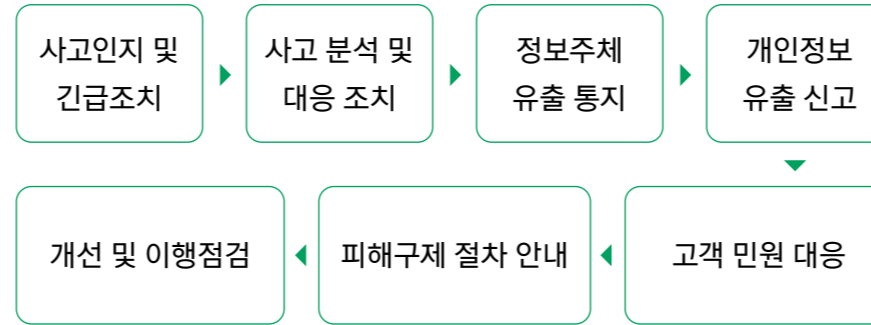 사고인지 및
긴급조치
사고 분석 및
대응 조치
정보주체
유출 통지
개인정보
유출 신고
고객 민원 대응
피해구제 절차 안내
개선 및 이행점검